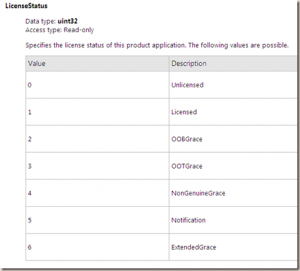 LicenseStatus
Data type: uint32
Access type: Read-only
Specifies the license status of this product application. The following values are possible.
Value Description
0 Unlicensed
1 Licensed
2 OOBGrace
3 OOTGrace
4 NonGenuineGrace
5 Notification
6 ExtendedGrace